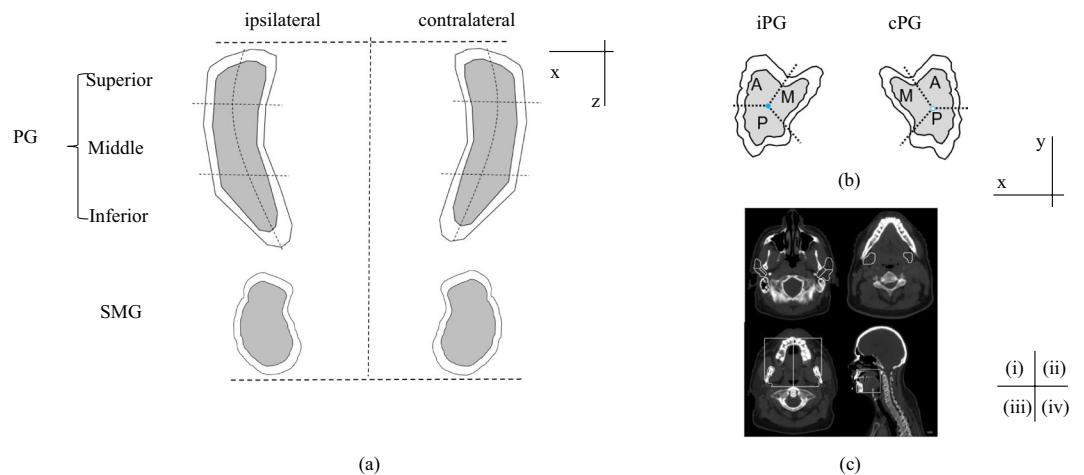 ipsilateral
contralateral
x
z
PG
Superior
Middle
Inferior
SMG
(a)
iPG
cPG
A
M
P
A
M
P
(b)
y
x
(i) (ii)
(iii) (iv)
(c)